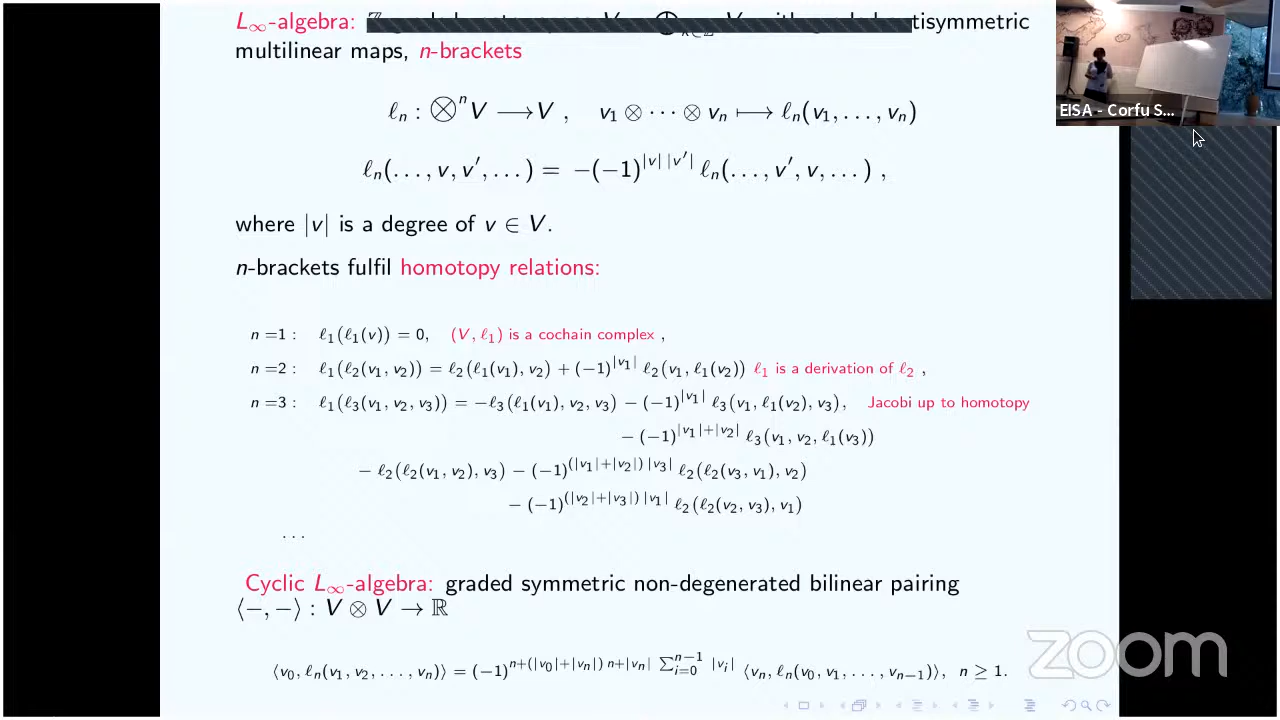 L∞-algebra: tisymmetric
multilinear maps, n-brackets
ℓₙ : ⊗ⁿ V ⟶ V , v₁ ⊗ ··· ⊗ vₙ ⟼ ℓₙ(v₁, . . . , vₙ)
ℓₙ(. . . , v, v′, . . . ) = −(−1)^{|v| |v′|} ℓₙ(. . . , v′, v, . . . ) ,
where |v| is a degree of v ∈ V.
n-brackets fulfil homotopy relations:
n =1 : ℓ₁(ℓ₁(v)) = 0, (V, ℓ₁) is a cochain complex ,
n =2 : ℓ₁(ℓ₂(v₁, v₂)) = ℓ₂(ℓ₁(v₁), v₂) + (−1)^{|v₁|} ℓ₂(v₁, ℓ₁(v₂)) ℓ₁ is a derivation of ℓ₂ ,
n =3 : ℓ₁(ℓ₃(v₁, v₂, v₃)) = −ℓ₃(ℓ₁(v₁), v₂, v₃) − (−1)^{|v₁|} ℓ₃(v₁, ℓ₁(v₂), v₃), Jacobi up to homotopy
− (−1)^{|v₁|+|v₂|} ℓ₃(v₁, v₂, ℓ₁(v₃))
− ℓ₂(ℓ₂(v₁, v₂), v₃) − (−1)^{(|v₁|+|v₂|) |v₃|} ℓ₂(ℓ₂(v₃, v₁), v₂)
− (−1)^{(|v₂|+|v₃|) |v₁|} ℓ₂(ℓ₂(v₂, v₃), v₁)
. . .
Cyclic L∞-algebra: graded symmetric non-degenerated bilinear pairing
⟨−, −⟩ : V ⊗ V → ℝ
⟨v₀, ℓₙ(v₁, v₂, . . . , vₙ)⟩ = (−1)^{n+(|v₀|+|vₙ|) n+|vₙ| ∑_{i=0}^{n−1} |vᵢ|} ⟨vₙ, ℓₙ(v₀, v₁, . . . , vₙ₋₁)⟩, n ≥ 1.
EISA - Corfu S...
zoom